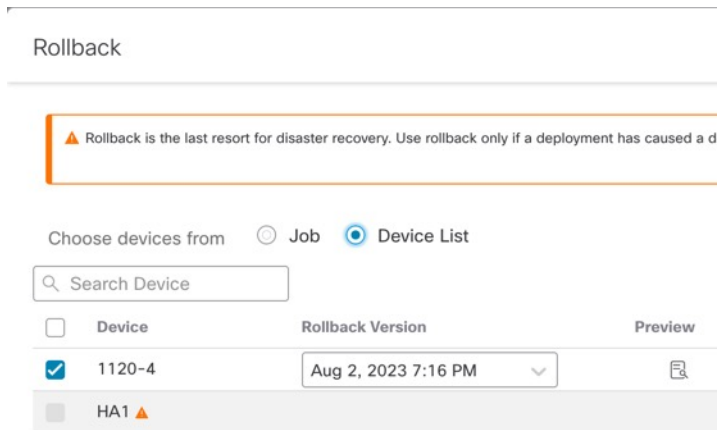 Rollback
Rollback is the last resort for disaster recovery. Use rollback only if a deployment has caused a
Choose devices from Job Device List
Search Device
Device Rollback Version Preview
1120-4 Aug 2, 2023 7:16 PM
HA1